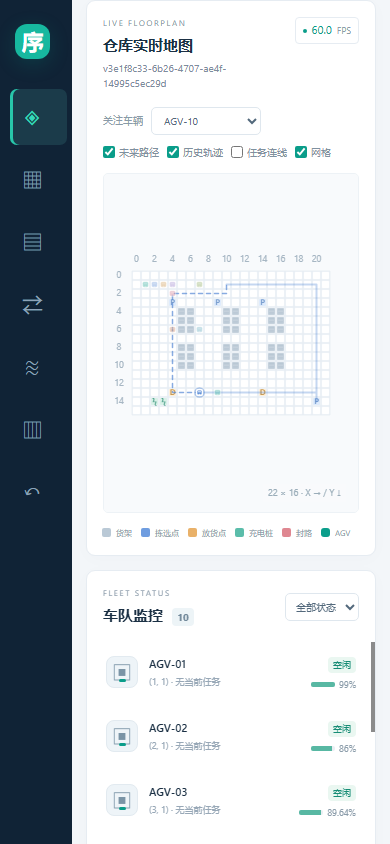 序
LIVE FLOORPLAN
仓库实时地图
v3e1f8c33-6b26-4707-ae4f-
14995c5ec29d
60.0 FPS
关注车辆
AGV-10
未来路径
历史轨迹
任务连线
网格
0 2 4 6 8 10 12 14 16 18 20
0
2
P P P
4
6
8
10
12
D D
14
P
22 × 16 · X → / Y ↓
货架
拣选点
放货点
充电桩
封路
AGV
FLEET STATUS
车队监控 10
全部状态
AGV-01
(1, 1) · 无当前任务
空闲
99%
AGV-02
(2, 1) · 无当前任务
空闲
86%
AGV-03
(3, 1) · 无当前任务
空闲
89.64%